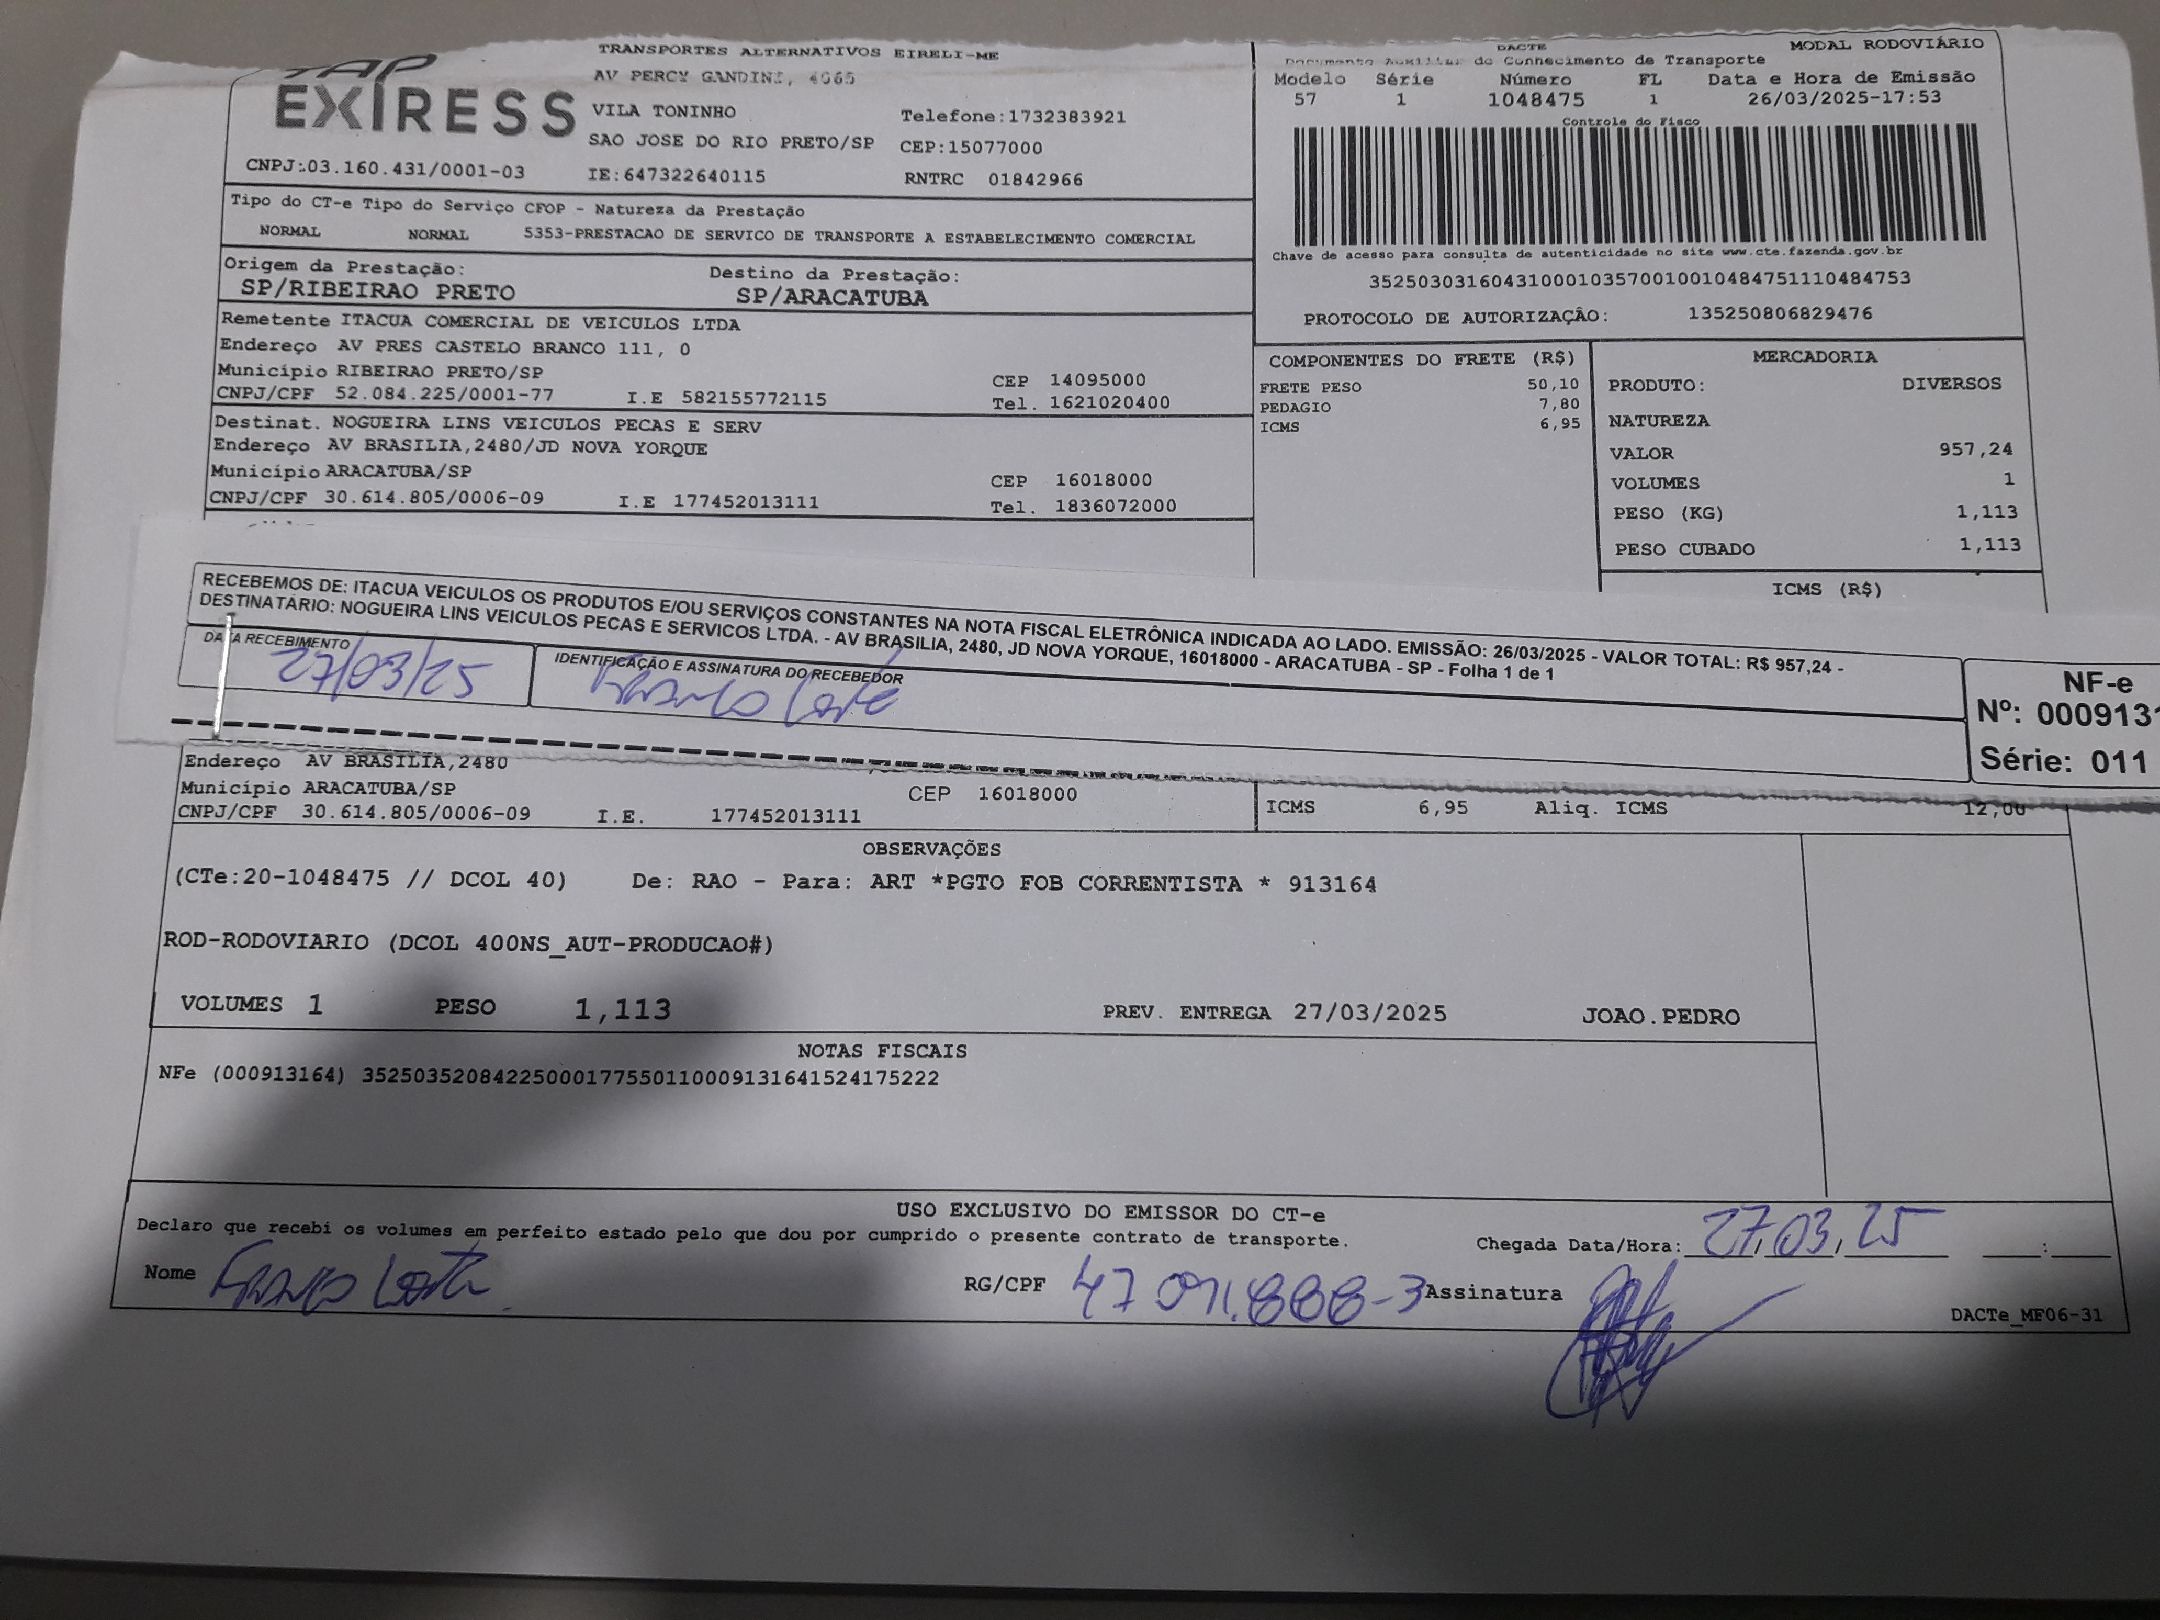 TAP
EXPRESS
TRANSPORTES ALTERNATIVOS EIRELI-ME
AV PERCY GANDINI, 4065
VILA TONINHO Telefone:1732383921
SAO JOSE DO RIO PRETO/SP CEP:15077000
CNPJ:03.160.431/0001-03 IE:647322640115 RNTRC 01842966
DACTE MODAL RODOVIÁRIO
Documento Auxiliar do Conhecimento de Transporte
Modelo Série Número FL Data e Hora de Emissão
57 1 1048475 1 26/03/2025-17:53
Controle do Fisco
Chave de acesso para consulta de autenticidade no site www.cte.fazenda.gov.br
35250303160431000103570010010484751110484753
PROTOCOLO DE AUTORIZAÇÃO: 135250806829476
Tipo do CT-e Tipo do Serviço CFOP - Natureza da Prestação
NORMAL NORMAL 5353-PRESTACAO DE SERVICO DE TRANSPORTE A ESTABELECIMENTO COMERCIAL
Origem da Prestação: Destino da Prestação:
SP/RIBEIRAO PRETO SP/ARACATUBA
Remetente ITACUA COMERCIAL DE VEICULOS LTDA
Endereço AV PRES CASTELO BRANCO 111, 0
Município RIBEIRAO PRETO/SP CEP 14095000
CNPJ/CPF 52.084.225/0001-77 I.E 582155772115 Tel. 1621020400
Destinat. NOGUEIRA LINS VEICULOS PECAS E SERV
Endereço AV BRASILIA,2480/JD NOVA YORQUE
Município ARACATUBA/SP CEP 16018000
CNPJ/CPF 30.614.805/0006-09 I.E 177452013111 Tel. 1836072000
COMPONENTES DO FRETE (R$)
FRETE PESO 50,10
PEDAGIO 7,80
ICMS 6,95
MERCADORIA
PRODUTO: DIVERSOS
NATUREZA
VALOR 957,24
VOLUMES 1
PESO (KG) 1,113
PESO CUBADO 1,113
ICMS (R$)
RECEBEMOS DE: ITACUA VEICULOS OS PRODUTOS E/OU SERVIÇOS CONSTANTES NA NOTA FISCAL ELETRÔNICA INDICADA AO LADO. EMISSÃO: 26/03/2025 - VALOR TOTAL: R$ 957,24 -
DESTINATÁRIO: NOGUEIRA LINS VEICULOS PECAS E SERVICOS LTDA. - AV BRASILIA, 2480, JD NOVA YORQUE, 16018000 - ARACATUBA - SP - Folha 1 de 1
DATA RECEBIMENTO IDENTIFICAÇÃO E ASSINATURA DO RECEBEDOR
27/03/25
NF-e
Nº: 000913
Série: 011
Endereço AV BRASILIA,2480
Município ARACATUBA/SP CEP 16018000
CNPJ/CPF 30.614.805/0006-09 I.E. 177452013111
ICMS 6,95 Aliq. ICMS 12,00
OBSERVAÇÕES
(CTe:20-1048475 // DCOL 40) De: RAO - Para: ART *PGTO FOB CORRENTISTA * 913164
ROD-RODOVIARIO (DCOL 400NS_AUT-PRODUCAO#)
VOLUMES 1 PESO 1,113 PREV. ENTREGA 27/03/2025 JOAO.PEDRO
NOTAS FISCAIS
NFe (000913164) 35250352084225000177550110009131641524175222
USO EXCLUSIVO DO EMISSOR DO CT-e
Declaro que recebi os volumes em perfeito estado pelo que dou por cumprido o presente contrato de transporte. Chegada Data/Hora: 27/03/25 :
Nome RG/CPF 47 091.888-3 Assinatura
DACTe_MF06-31